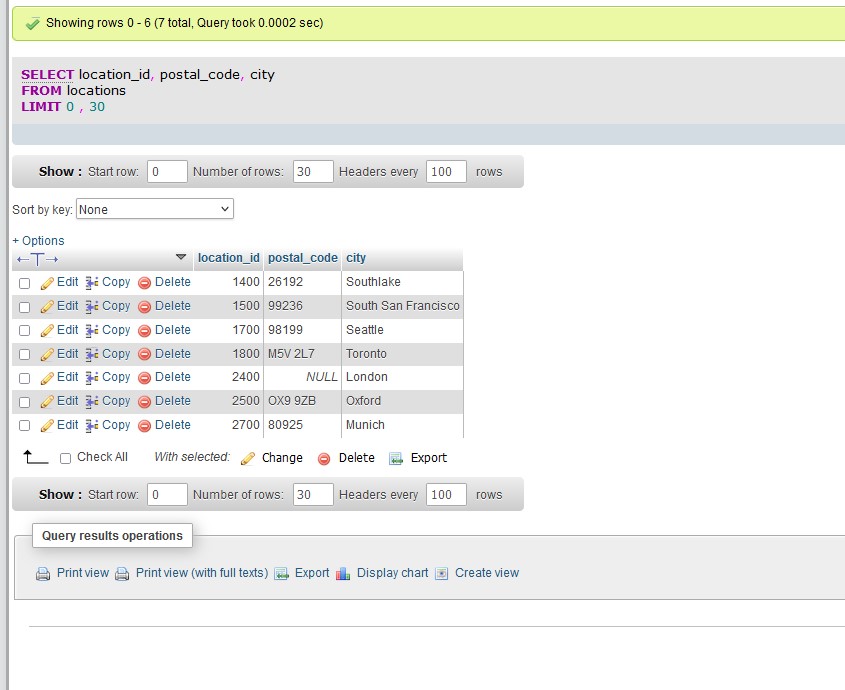 Showing rows 0 - 6 (7 total, Query took 0.0002 sec)
SELECT location_id, postal_code, city
FROM locations
LIMIT 0 , 30
Show : Start row: 0 Number of rows: 30 Headers every 100 rows
Sort by key: None
+ Options
←T→ location_id postal_code city
Edit Copy Delete 1400 26192 Southlake
Edit Copy Delete 1500 99236 South San Francisco
Edit Copy Delete 1700 98199 Seattle
Edit Copy Delete 1800 M5V 2L7 Toronto
Edit Copy Delete 2400 NULL London
Edit Copy Delete 2500 OX9 9ZB Oxford
Edit Copy Delete 2700 80925 Munich
Check All With selected: Change Delete Export
Show : Start row: 0 Number of rows: 30 Headers every 100 rows
Query results operations
Print view Print view (with full texts) Export Display chart Create view